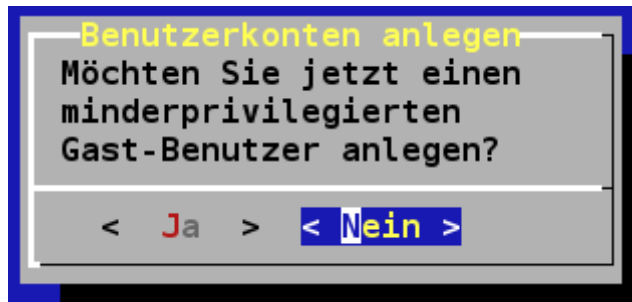 Benutzerkonten anlegen
Möchten Sie jetzt einen
minderprivilegierten
Gast-Benutzer anlegen?
< Ja > < Nein >